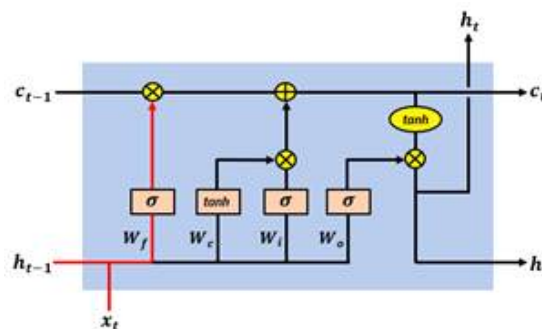 h_t
c_{t-1}
c_t
tanh
σ
tanh
σ
σ
W_f
W_c
W_i
W_o
h_{t-1}
h
x_t